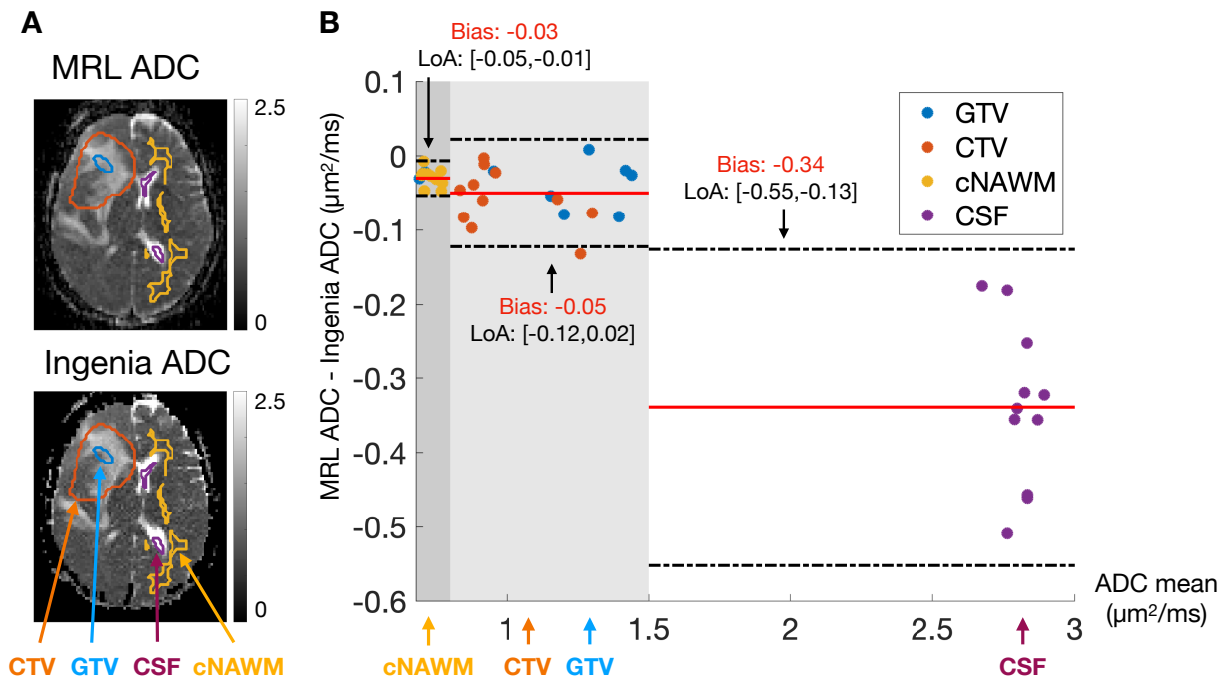 A
MRL ADC
2.5
0
Ingenia ADC
2.5
0
CTV GTV CSF cNAWM
B
Bias: -0.03
LoA: [-0.05,-0.01]
MRL ADC - Ingenia ADC (µm²/ms)
0.1
0
-0.1
-0.2
-0.3
-0.4
-0.5
-0.6
GTV
CTV
cNAWM
CSF
Bias: -0.34
LoA: [-0.55,-0.13]
Bias: -0.05
LoA: [-0.12,0.02]
1 1.5 2 2.5 3
ADC mean
(µm²/ms)
cNAWM CTV GTV CSF